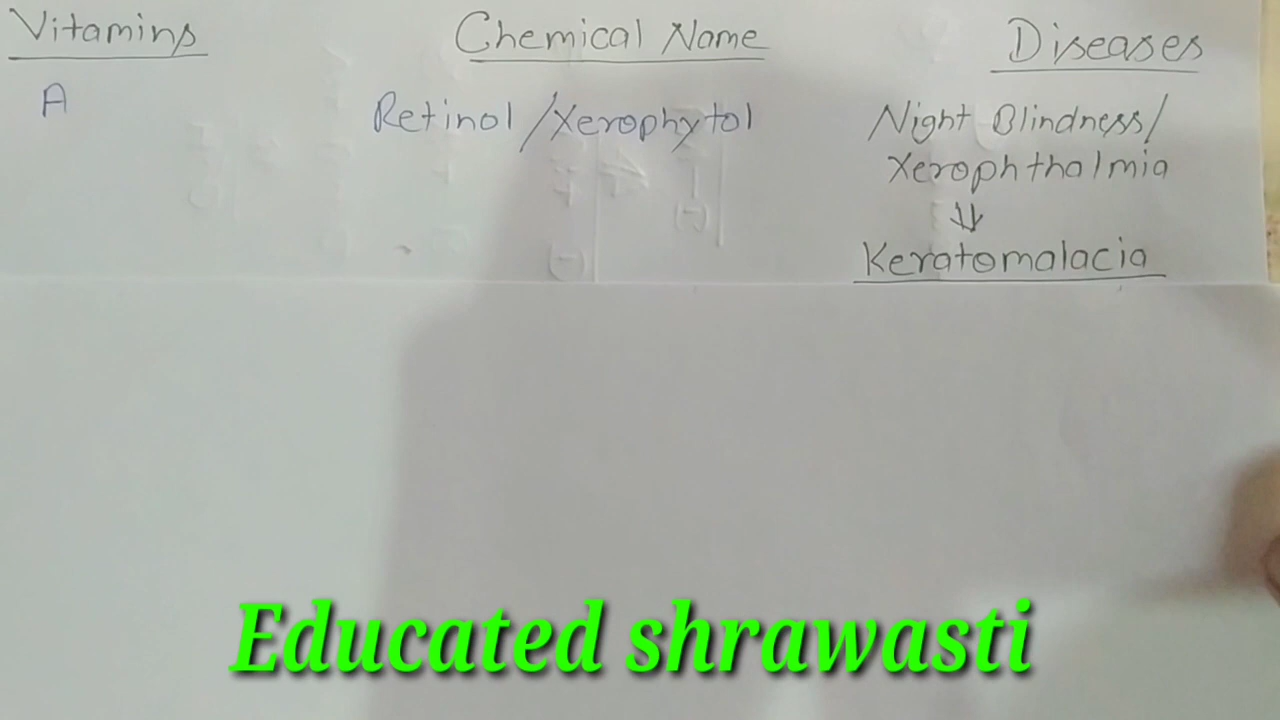 Vitamins Chemical Name Diseases
A Retinol /Xerophytol Night Blindness/
Xerophthalmia
⇓
Keratomalacia
Educated shrawasti